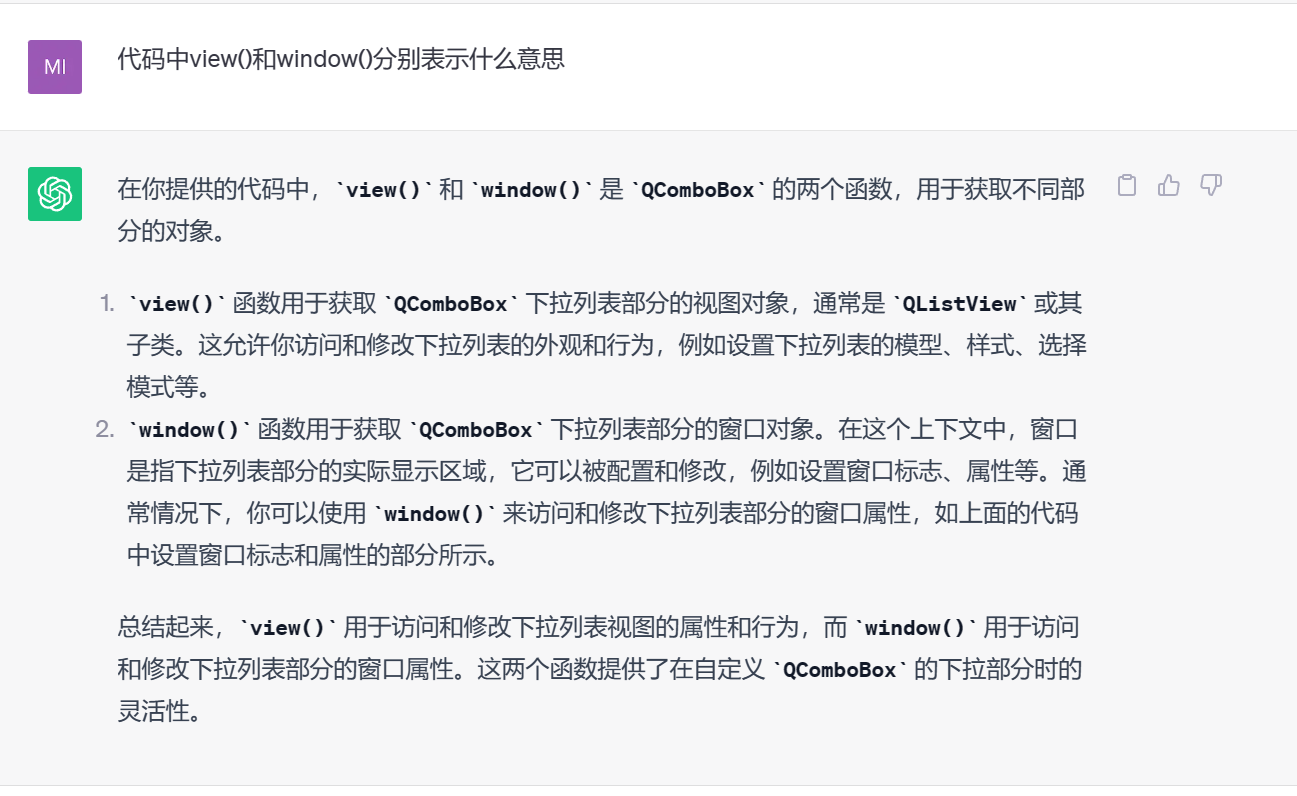 MI
代码中view()和window()分别表示什么意思
在你提供的代码中，`view()` 和 `window()` 是 `QComboBox` 的两个函数，用于获取不同部
分的对象。
1. `view()` 函数用于获取 `QComboBox` 下拉列表部分的视图对象，通常是 `QListView` 或其
子类。这允许你访问和修改下拉列表的外观和行为，例如设置下拉列表的模型、样式、选择
模式等。
2. `window()` 函数用于获取 `QComboBox` 下拉列表部分的窗口对象。在这个上下文中，窗口
是指下拉列表部分的实际显示区域，它可以被配置和修改，例如设置窗口标志、属性等。通
常情况下，你可以使用 `window()` 来访问和修改下拉列表部分的窗口属性，如上面的代码
中设置窗口标志和属性的部分所示。
总结起来，`view()` 用于访问和修改下拉列表视图的属性和行为，而 `window()` 用于访问
和修改下拉列表部分的窗口属性。这两个函数提供了在自定义 `QComboBox` 的下拉部分时的
灵活性。